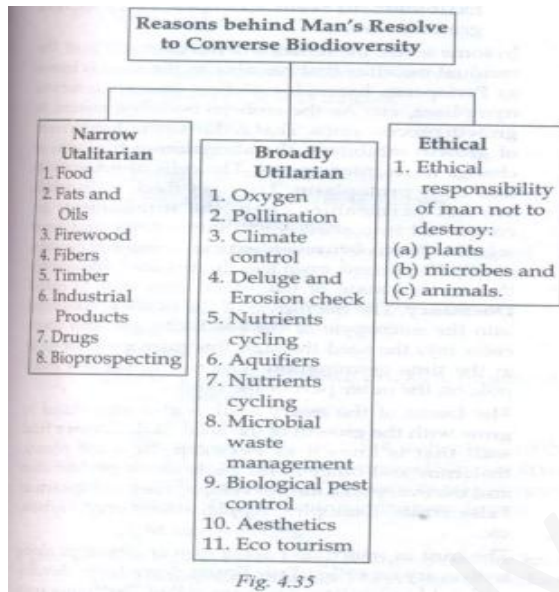 Reasons behind Man's Resolve
to Converse Biodioversity
Narrow
Utalitarian
1. Food
2. Fats and
Oils
3. Firewood
4. Fibers
5. Timber
6. Industrial
Products
7. Drugs
8. Bioprospecting
Broadly
Utilarian
1. Oxygen
2. Pollination
3. Climate
control
4. Deluge and
Erosion check
5. Nutrients
cycling
6. Aquifiers
7. Nutrients
cycling
8. Microbial
waste
management
9. Biological pest
control
10. Aesthetics
11. Eco tourism
Ethical
1. Ethical
responsibility
of man not to
destroy:
(a) plants
(b) microbes and
(c) animals.
Fig. 4.35